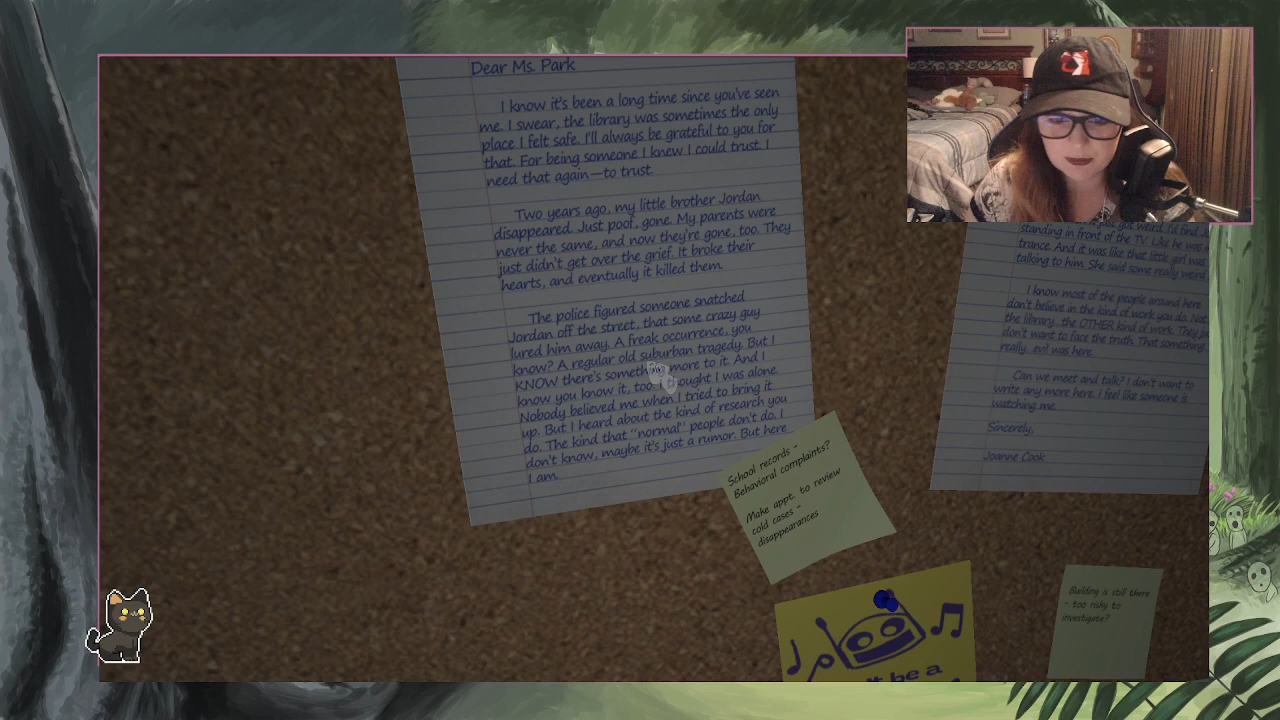 Dear Ms. Park
I know it's been a long time since you've seen
me. I swear, the library was sometimes the only
place I felt safe. I'll always be grateful to you for
that. For being someone I knew I could trust. I
need that again—to trust.
Two years ago, my little brother Jordan
disappeared. Just poof, gone. My parents were
never the same, and now they're gone, too. They
just didn't get over the grief. It broke their
hearts, and eventually it killed them.
The police figured someone snatched
Jordan off the street, that some crazy guy
lured him away. A freak occurrence, you
know? A regular old suburban tragedy. But I
KNOW there's something more to it. And I
know you know it, too. I thought I was alone.
Nobody believed me when I tried to bring it
up. But I heard about the kind of research you
do. The kind that "normal" people don't do. I
don't know, maybe it's just a rumor. But here
I am.
just got weird. I'd find
standing in front of the TV. Like he was
trance. And it was like that little girl was
talking to him. She said some really weird
I know most of the people around here
don't believe in the kind of work you do. Not
the library...the OTHER kind of work. They
don't want to face the truth. That something
really...evil was here.
Can we meet and talk? I don't want to
write any more here. I feel like someone is
watching me.
Sincerely,
Joanne Cook
School records -
Behavioral complaints?
Make appt. to review
cold cases -
disappearances
be a
Building is still there
- too risky to
investigate?